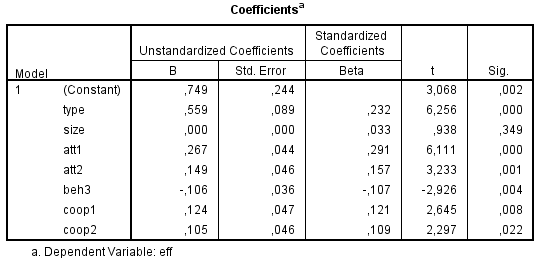 Coefficientsᵃ
Unstandardized Coefficients Standardized Coefficients
Model B Std. Error Beta t Sig.
1 (Constant) ,749 ,244 3,068 ,002
type ,559 ,089 ,232 6,256 ,000
size ,000 ,000 ,033 ,938 ,349
att1 ,267 ,044 ,291 6,111 ,000
att2 ,149 ,046 ,157 3,233 ,001
beh3 -,106 ,036 -,107 -2,926 ,004
coop1 ,124 ,047 ,121 2,645 ,008
coop2 ,105 ,046 ,109 2,297 ,022
a. Dependent Variable: eff